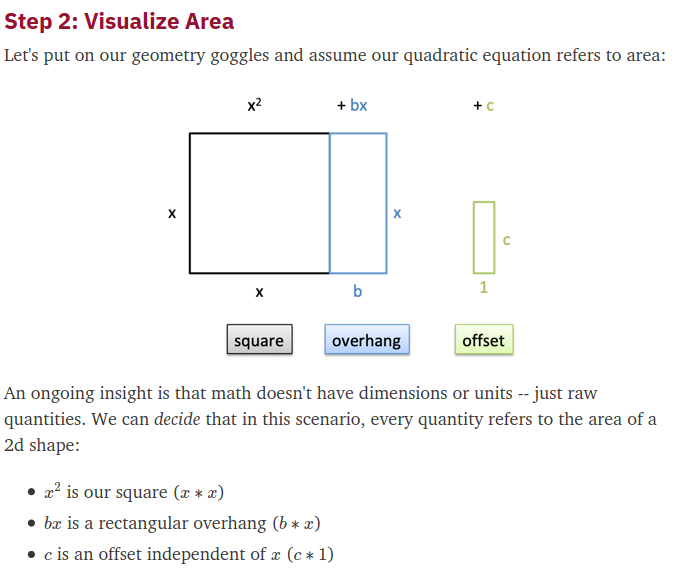 Step 2: Visualize Area
Let's put on our geometry goggles and assume our quadratic equation refers to area:
x² + bx + c
x x c
x b 1
square overhang offset
An ongoing insight is that math doesn't have dimensions or units -- just raw
quantities. We can decide that in this scenario, every quantity refers to the area of a
2d shape:
• x² is our square (x * x)
• bx is a rectangular overhang (b * x)
• c is an offset independent of x (c * 1)